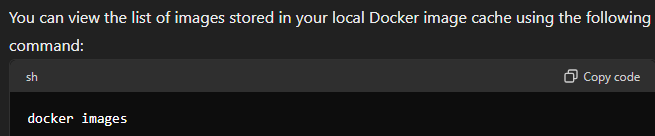 You can view the list of images stored in your local Docker image cache using the following
command:
sh Copy code
docker images